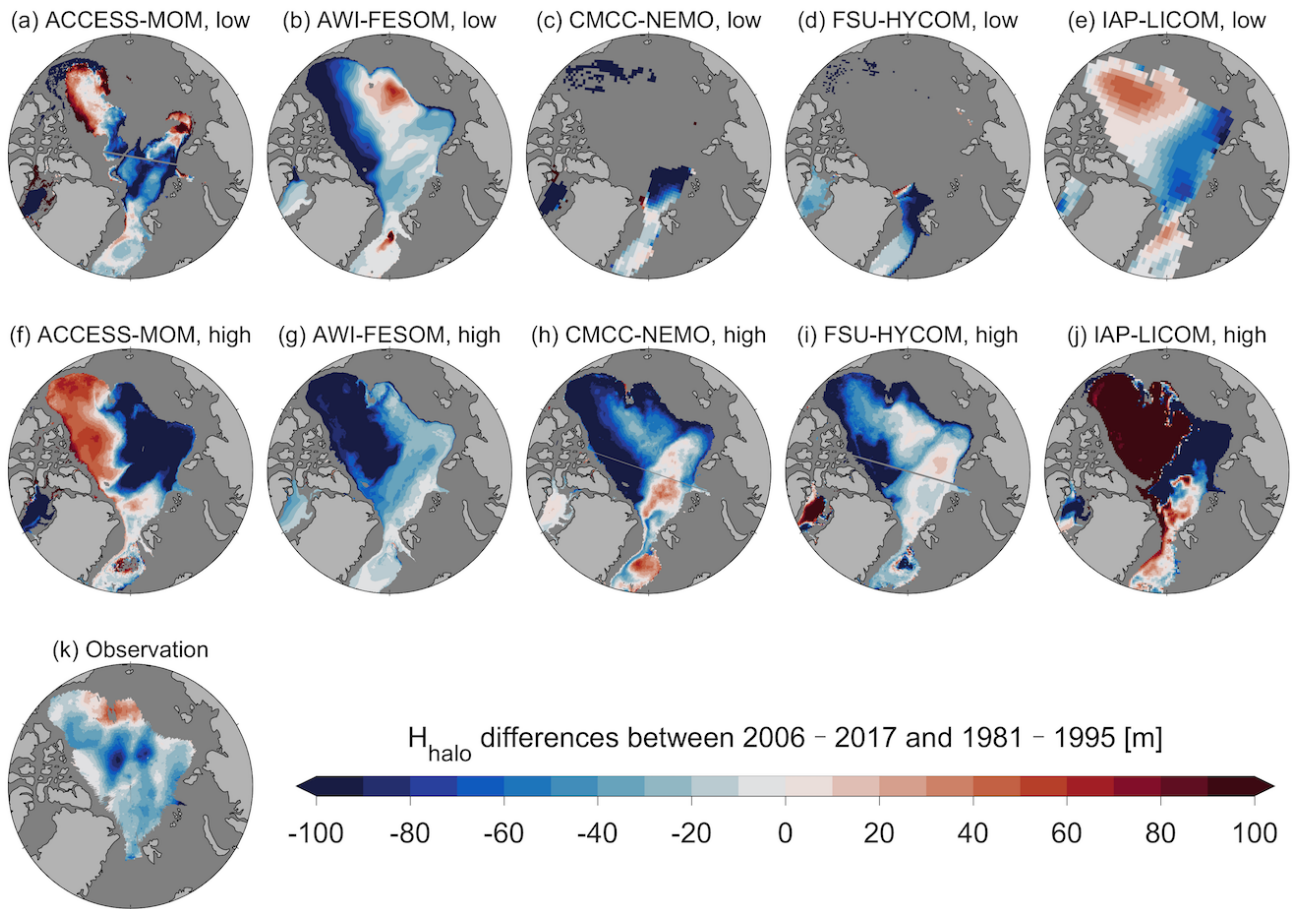 (a) ACCESS-MOM, low
(b) AWI-FESOM, low
(c) CMCC-NEMO, low
(d) FSU-HYCOM, low
(e) IAP-LICOM, low
(f) ACCESS-MOM, high
(g) AWI-FESOM, high
(h) CMCC-NEMO, high
(i) FSU-HYCOM, high
(j) IAP-LICOM, high
(k) Observation
Hhalo differences between 2006 - 2017 and 1981 - 1995 [m]
-100 -80 -60 -40 -20 0 20 40 60 80 100